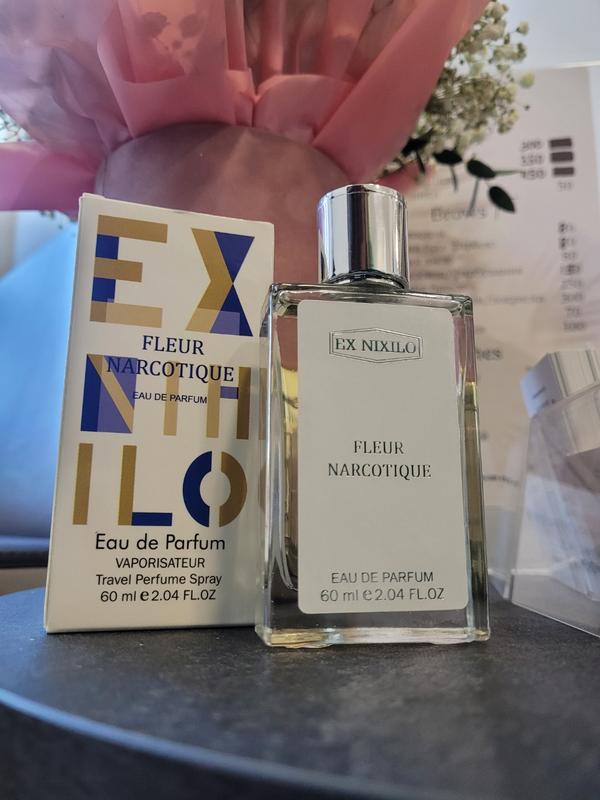 EX
FLEUR
NARCOTIQUE
EAU DE PARFUM
NIH
ILO
Eau de Parfum
VAPORISATEUR
Travel Perfume Spray
60 ml e 2.04 FL.OZ
EX NIXILO
FLEUR
NARCOTIQUE
EAU DE PARFUM
60 ml e 2.04 FL.OZ